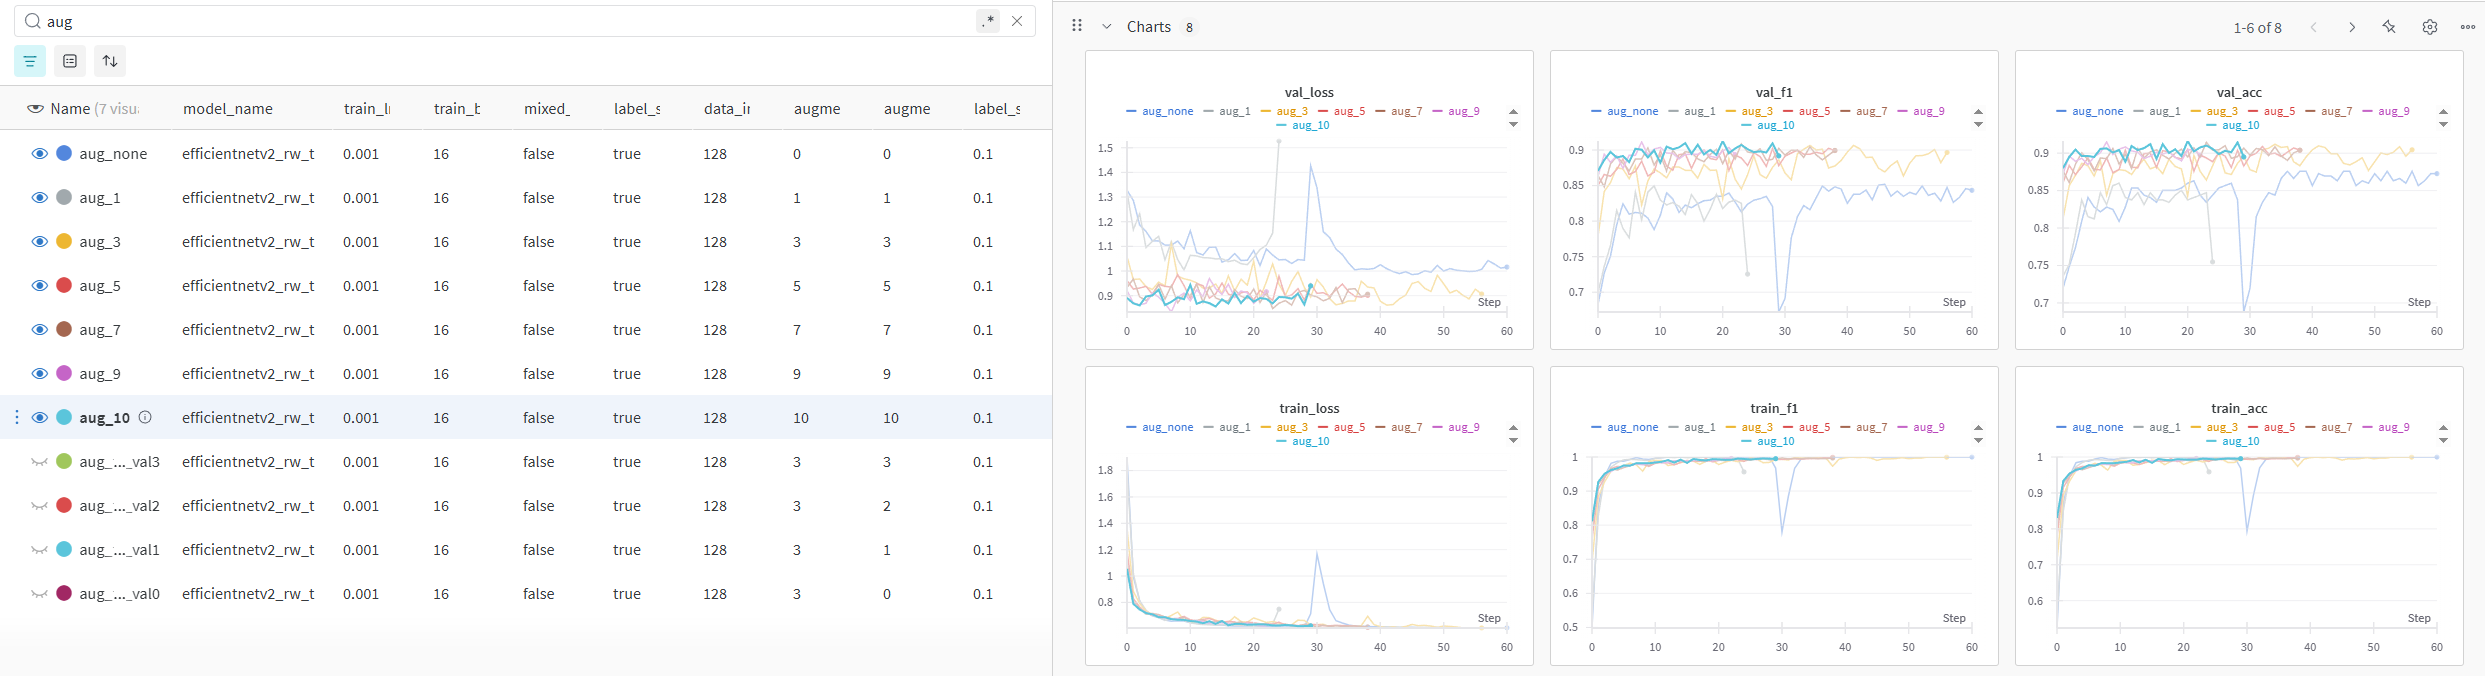 aug .*
Name (7 visu model_name train_l train_b mixed_ label_s data_ir augme augme label_s
aug_none efficientnetv2_rw_t 0.001 16 false true 128 0 0 0.1
aug_1 efficientnetv2_rw_t 0.001 16 false true 128 1 1 0.1
aug_3 efficientnetv2_rw_t 0.001 16 false true 128 3 3 0.1
aug_5 efficientnetv2_rw_t 0.001 16 false true 128 5 5 0.1
aug_7 efficientnetv2_rw_t 0.001 16 false true 128 7 7 0.1
aug_9 efficientnetv2_rw_t 0.001 16 false true 128 9 9 0.1
aug_10 efficientnetv2_rw_t 0.001 16 false true 128 10 10 0.1
aug_..._val3 efficientnetv2_rw_t 0.001 16 false true 128 3 3 0.1
aug_..._val2 efficientnetv2_rw_t 0.001 16 false true 128 3 2 0.1
aug_..._val1 efficientnetv2_rw_t 0.001 16 false true 128 3 1 0.1
aug_..._val0 efficientnetv2_rw_t 0.001 16 false true 128 3 0 0.1
Charts 8 1-6 of 8
val_loss
aug_none aug_1 aug_3 aug_5 aug_7 aug_9
aug_10
1.5
1.4
1.3
1.2
1.1
1
0.9
Step
0 10 20 30 40 50 60
val_f1
aug_none aug_1 aug_3 aug_5 aug_7 aug_9
aug_10
0.9
0.85
0.8
0.75
0.7
Step
0 10 20 30 40 50 60
val_acc
aug_none aug_1 aug_3 aug_5 aug_7 aug_9
aug_10
0.9
0.85
0.8
0.75
0.7
Step
0 10 20 30 40 50 60
train_loss
aug_none aug_1 aug_3 aug_5 aug_7 aug_9
aug_10
1.8
1.6
1.4
1.2
1
0.8
Step
0 10 20 30 40 50 60
train_f1
aug_none aug_1 aug_3 aug_5 aug_7 aug_9
aug_10
1
0.9
0.8
0.7
0.6
0.5
Step
0 10 20 30 40 50 60
train_acc
aug_none aug_1 aug_3 aug_5 aug_7 aug_9
aug_10
1
0.9
0.8
0.7
0.6
Step
0 10 20 30 40 50 60